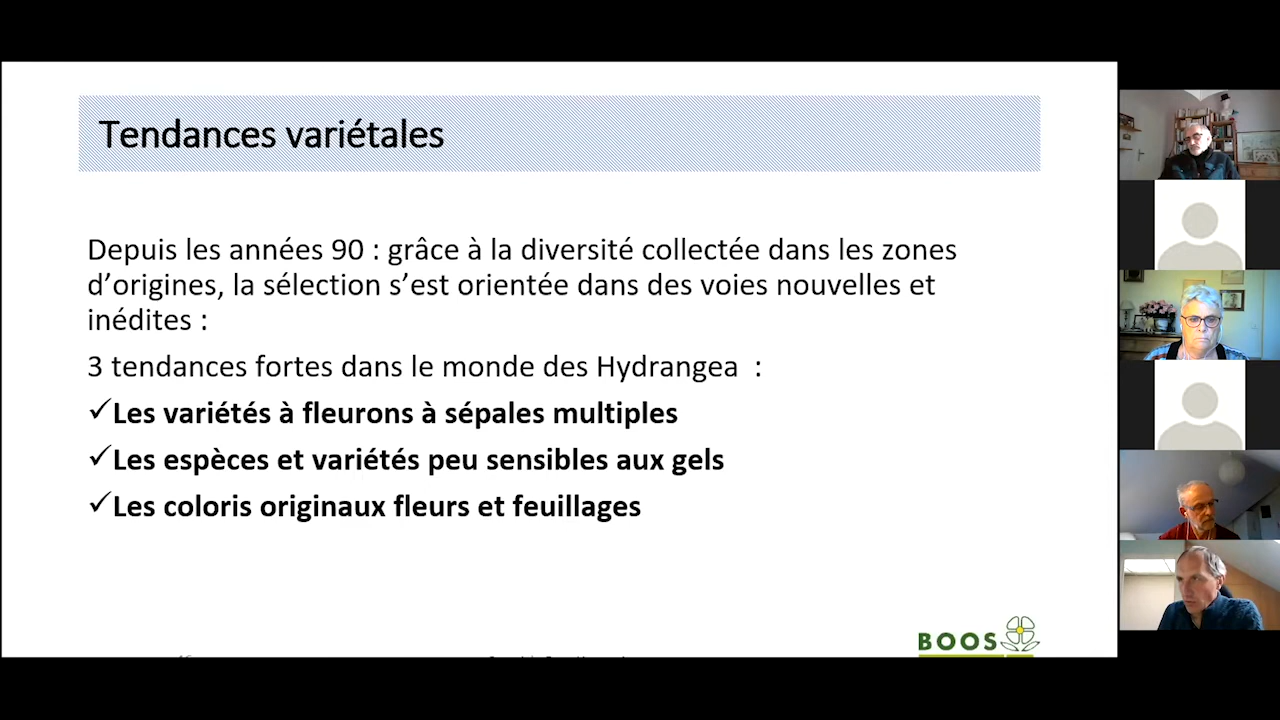 Tendances variétales
Depuis les années 90 : grâce à la diversité collectée dans les zones
d’origines, la sélection s’est orientée dans des voies nouvelles et
inédites :
3 tendances fortes dans le monde des Hydrangea  :
✓Les variétés à fleurons à sépales multiples
✓Les espèces et variétés peu sensibles aux gels
✓Les coloris originaux fleurs et feuillages
BOOS